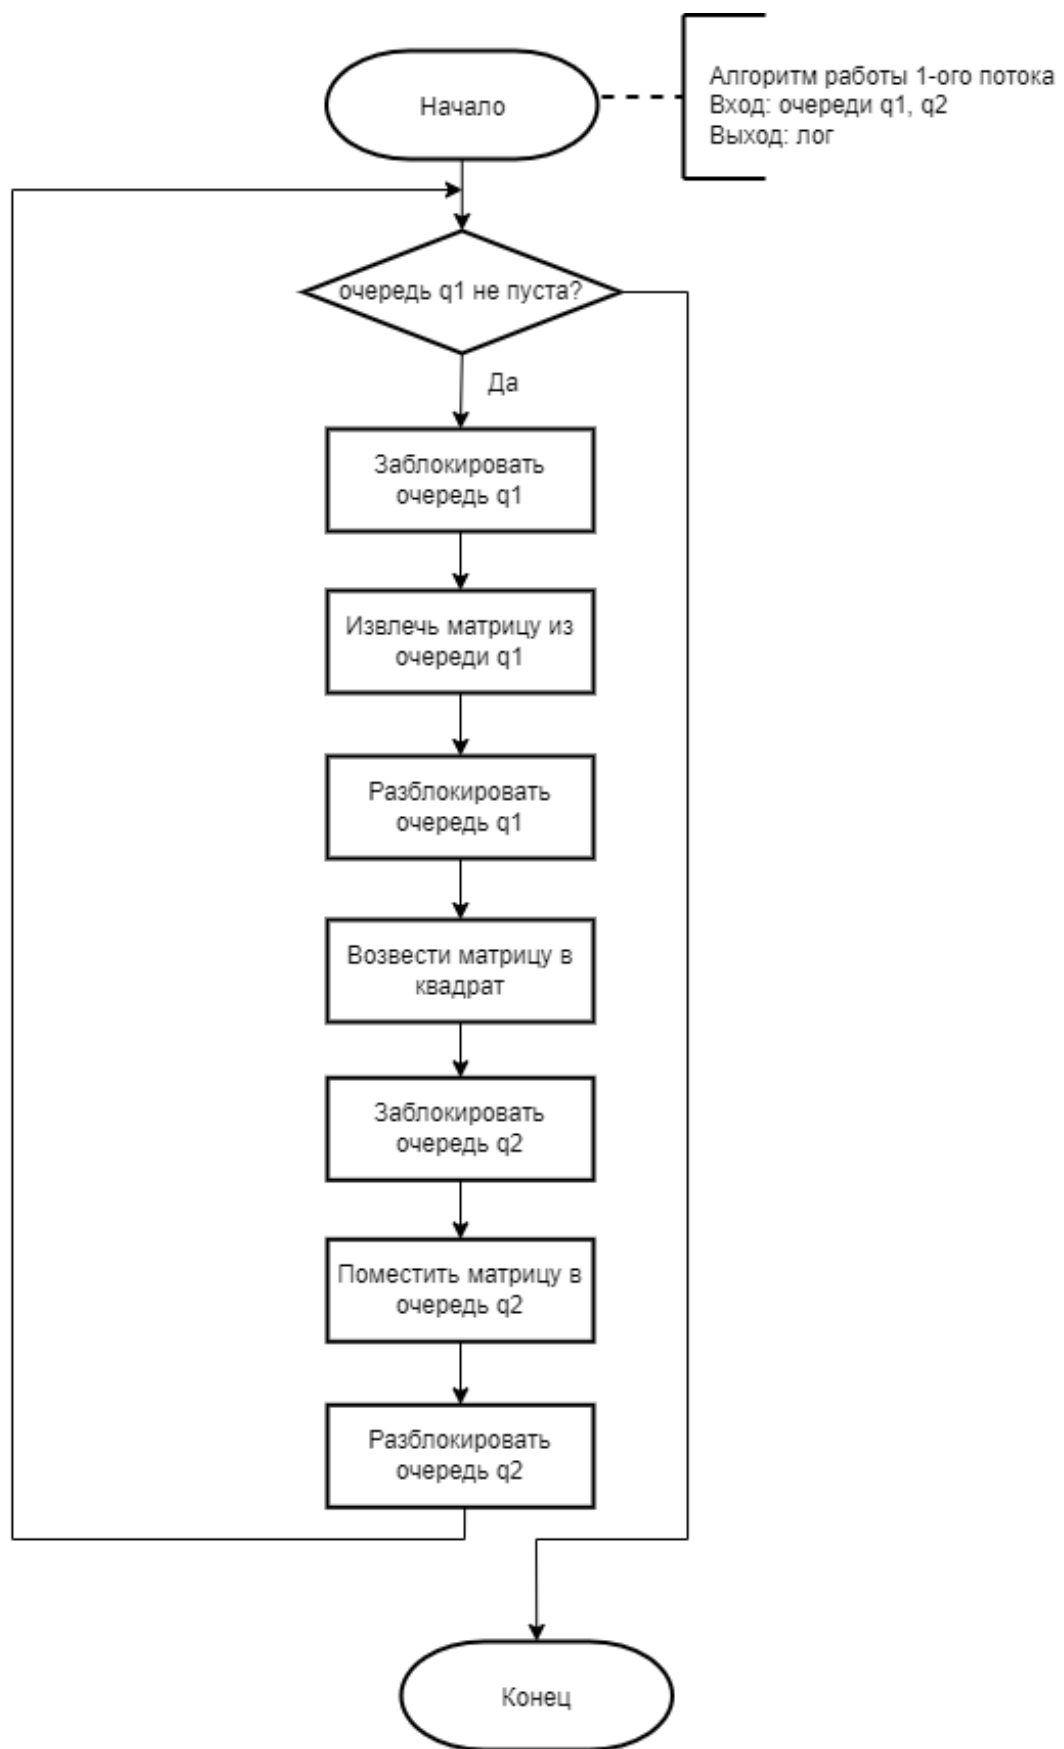 Начало
Алгоритм работы 1-ого потока
Вход: очереди q1, q2
Выход: лог
очередь q1 не пуста?
Да
Заблокировать
очередь q1
Извлечь матрицу из
очереди q1
Разблокировать
очередь q1
Возвести матрицу в
квадрат
Заблокировать
очередь q2
Поместить матрицу в
очередь q2
Разблокировать
очередь q2
Конец